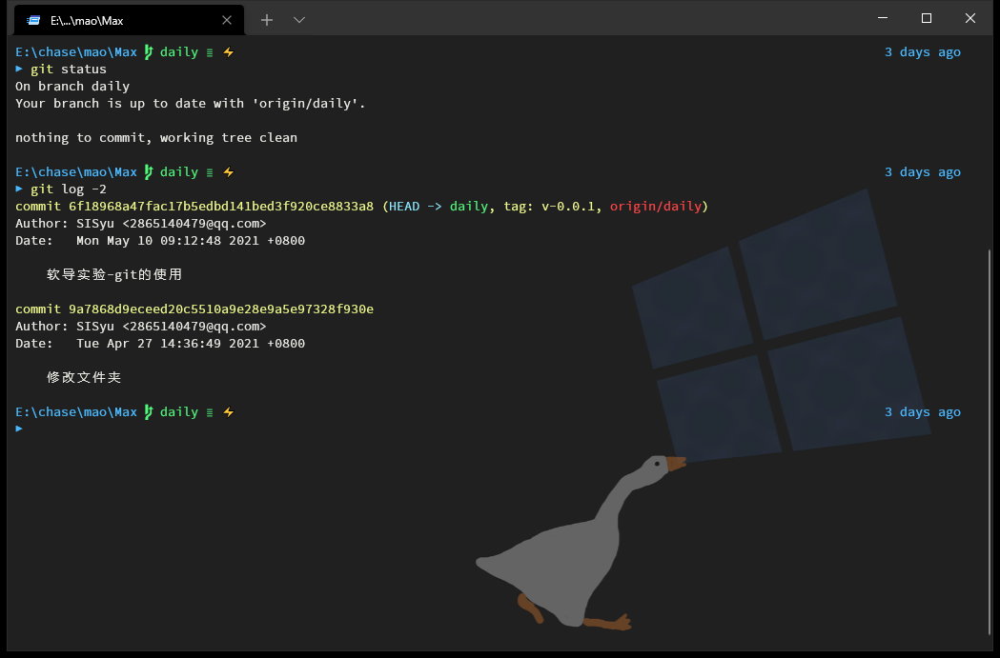 E:\...\mao\Max
E:\chase\mao\Max daily ≡ ⚡ 3 days ago
git status
On branch daily
Your branch is up to date with 'origin/daily'.
nothing to commit, working tree clean
E:\chase\mao\Max daily ≡ ⚡ 3 days ago
git log -2
commit 6f18968a47fac17b5edbd141bed3f920ce8833a8 (HEAD -> daily, tag: v-0.0.1, origin/daily)
Author: SISyu <2865140479@qq.com>
Date:   Mon May 10 09:12:48 2021 +0800
软导实验-git的使用
commit 9a7868d9eceed20c5510a9e28e9a5e97328f930e
Author: SISyu <2865140479@qq.com>
Date:   Tue Apr 27 14:36:49 2021 +0800
修改文件夹
E:\chase\mao\Max daily ≡ ⚡ 3 days ago